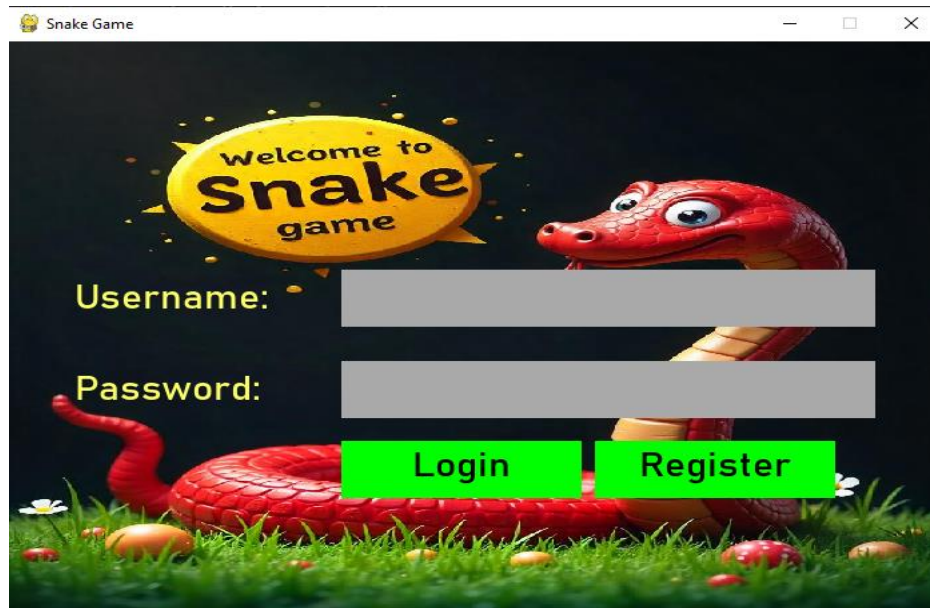 Snake Game
Welcome to
Snake
game
Username:
Password:
Login
Register